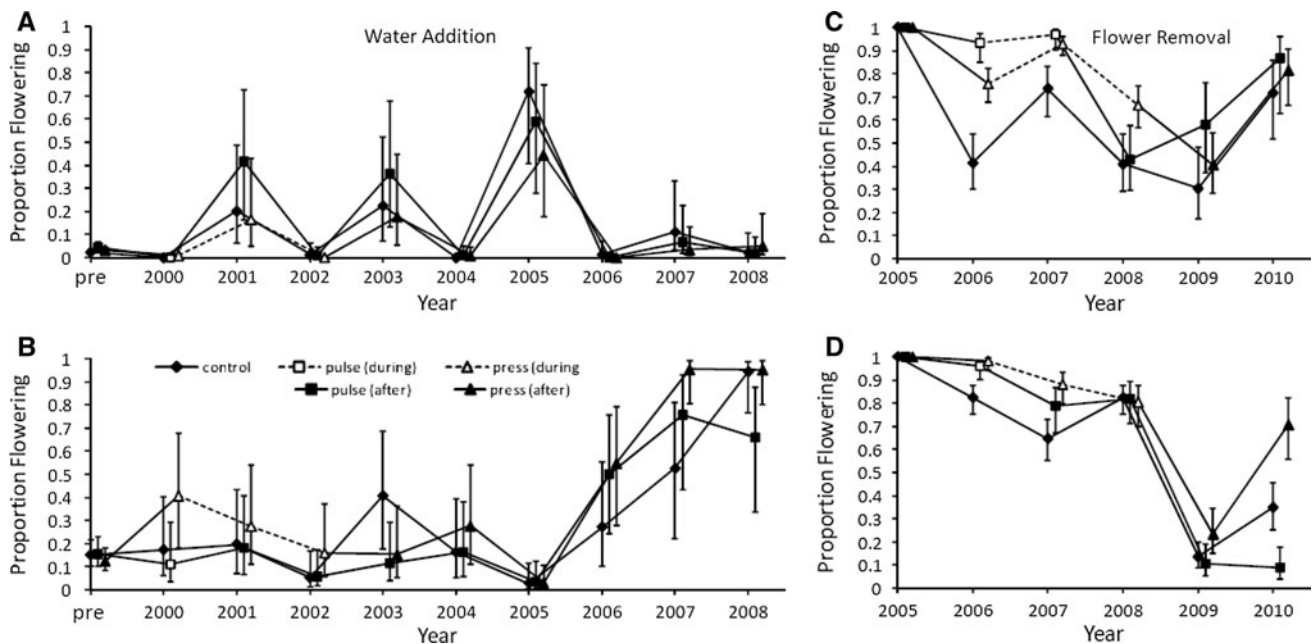 A
Water Addition
Proportion Flowering
1
0.9
0.8
0.7
0.6
0.5
0.4
0.3
0.2
0.1
0
pre 2000 2001 2002 2003 2004 2005 2006 2007 2008
Year
B
control pulse (during) press (during
pulse (after) press (after)
Proportion Flowering
1
0.9
0.8
0.7
0.6
0.5
0.4
0.3
0.2
0.1
0
pre 2000 2001 2002 2003 2004 2005 2006 2007 2008
Year
C
Flower Removal
Proportion Flowering
1
0.9
0.8
0.7
0.6
0.5
0.4
0.3
0.2
0.1
0
2005 2006 2007 2008 2009 2010
Year
D
Proportion Flowering
1
0.9
0.8
0.7
0.6
0.5
0.4
0.3
0.2
0.1
0
2005 2006 2007 2008 2009 2010
Year